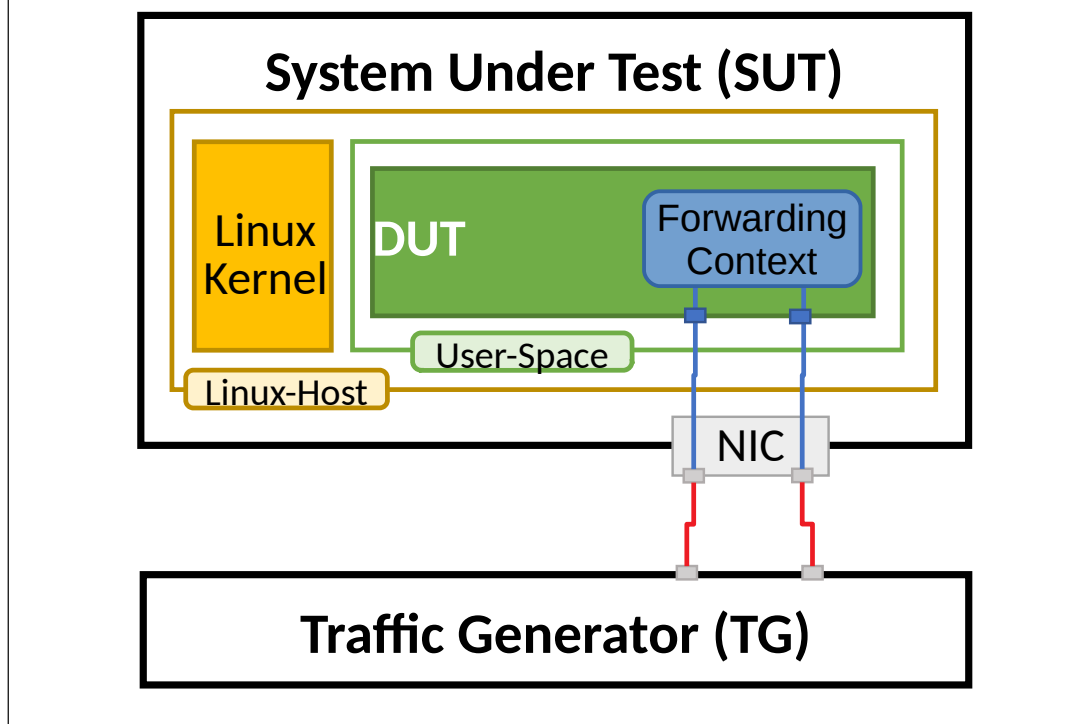 System Under Test (SUT)
Linux
Kernel
DUT
Forwarding
Context
User-Space
Linux-Host
NIC
Traffic Generator (TG)